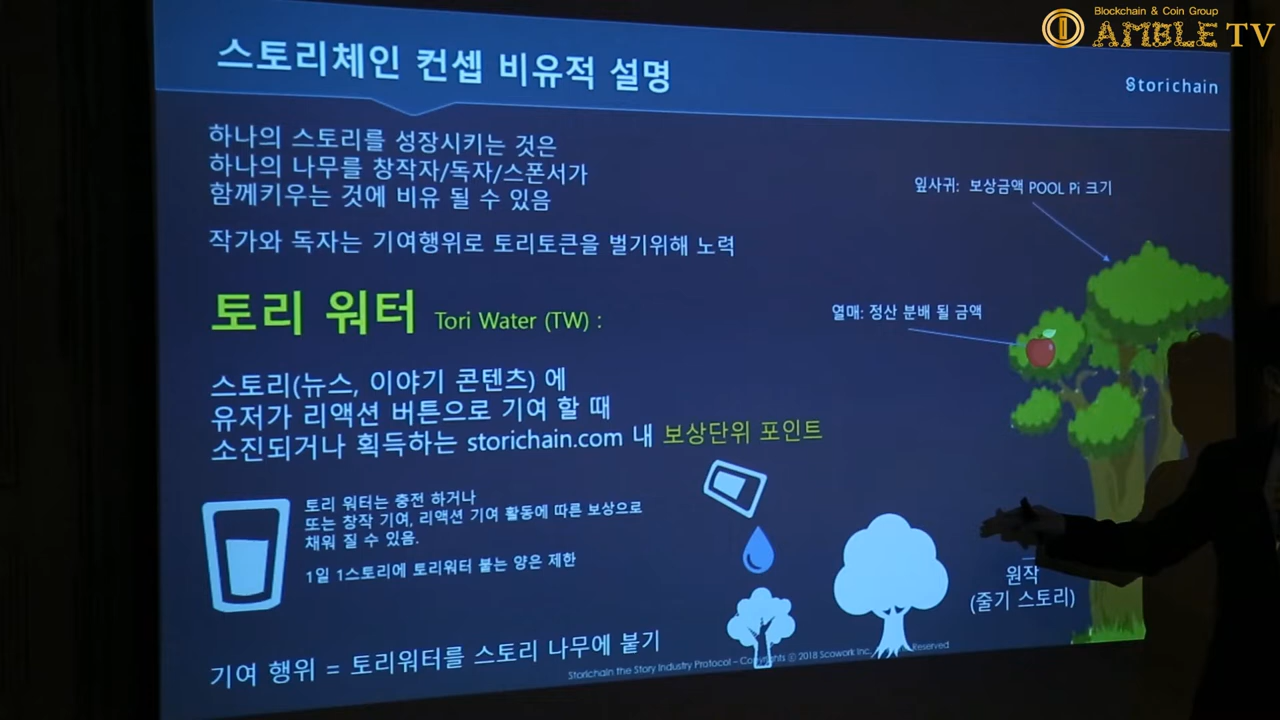 Blockchain & Coin Group
AMBLE TV
스토리체인 컨셉 비유적 설명
Storichain
하나의 스토리를 성장시키는 것은
하나의 나무를 창작자/독자/스폰서가
함께키우는 것에 비유 될 수 있음
작가와 독자는 기여행위로 토리토큰을 벌기위해 노력
잎사귀: 보상금액 POOL Pi 크기
열매: 정산 분배 될 금액
토리 워터 Tori Water (TW) :
스토리(뉴스, 이야기 콘텐츠) 에
유저가 리액션 버튼으로 기여 할 때
소진되거나 획득하는 storichain.com 내 보상단위 포인트
토리 워터는 충전 하거나
또는 창작 기여, 리액션 기여 활동에 따른 보상으로
채워 질 수 있음.
1일 1스토리에 토리워터 붋는 양은 제한
원작
(줄기 스토리)
기여 행위 = 토리워터를 스토리 나무에 붙기
Storichain the Story Industry Protocol – Copyrights ⓒ 2018 Scowork Inc. Reserved